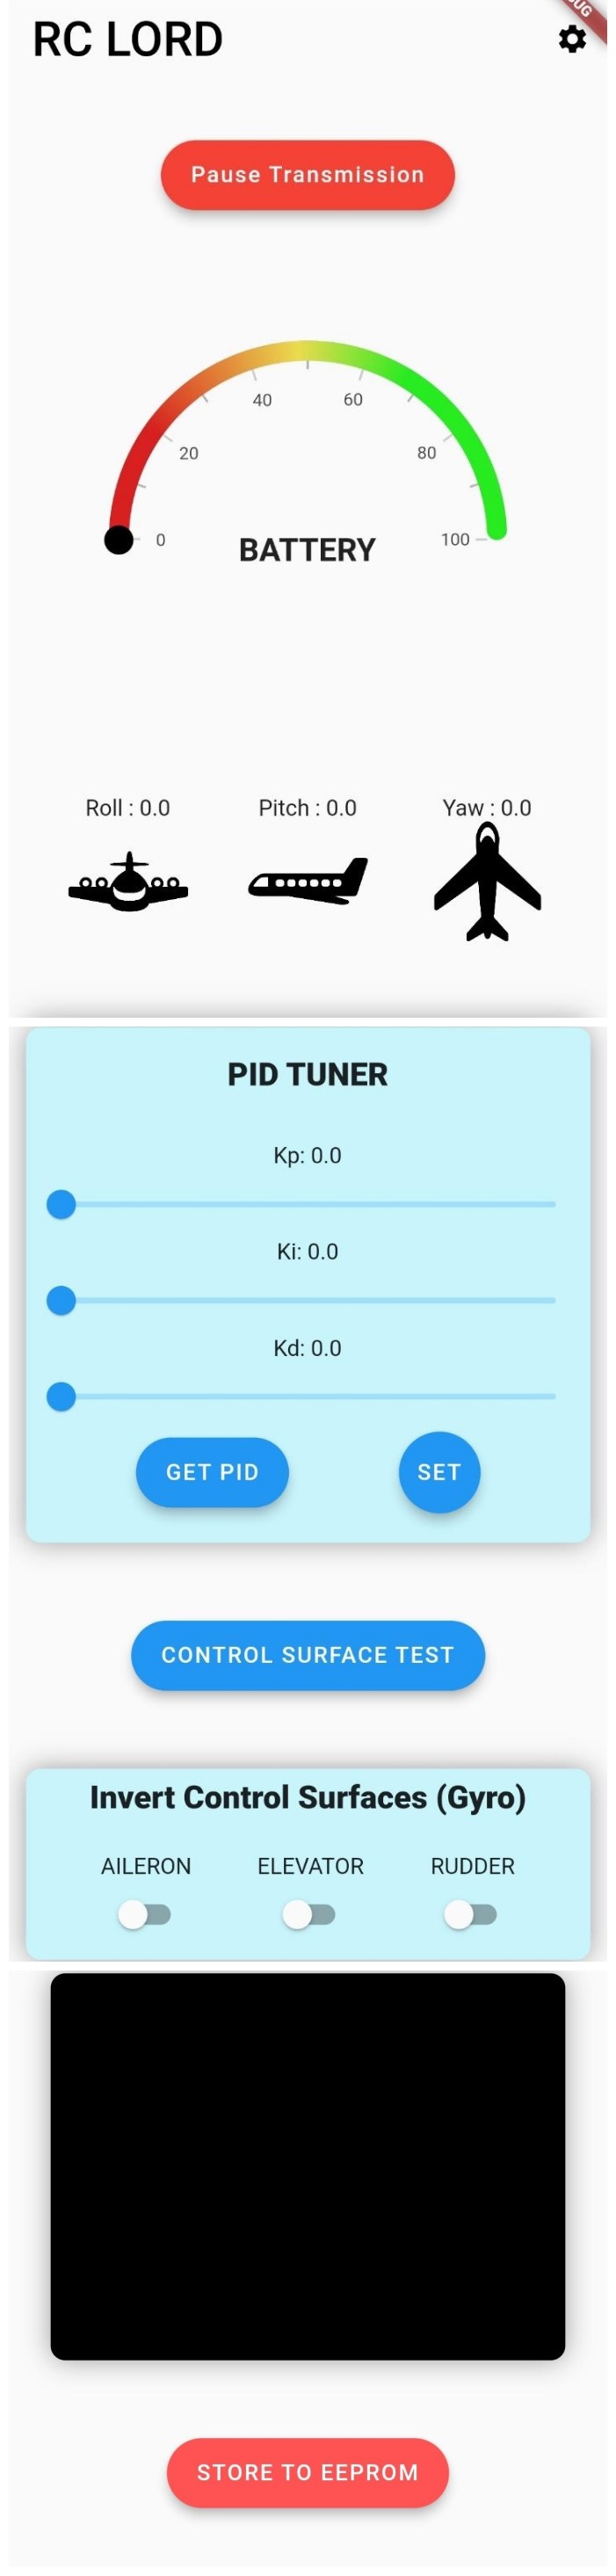 RC LORD
Pause Transmission
40 60
20 80
0 BATTERY 100
Roll : 0.0 Pitch : 0.0 Yaw : 0.0
PID TUNER
Kp: 0.0
Ki: 0.0
Kd: 0.0
GET PID SET
CONTROL SURFACE TEST
Invert Control Surfaces (Gyro)
AILERON ELEVATOR RUDDER
STORE TO EEPROM